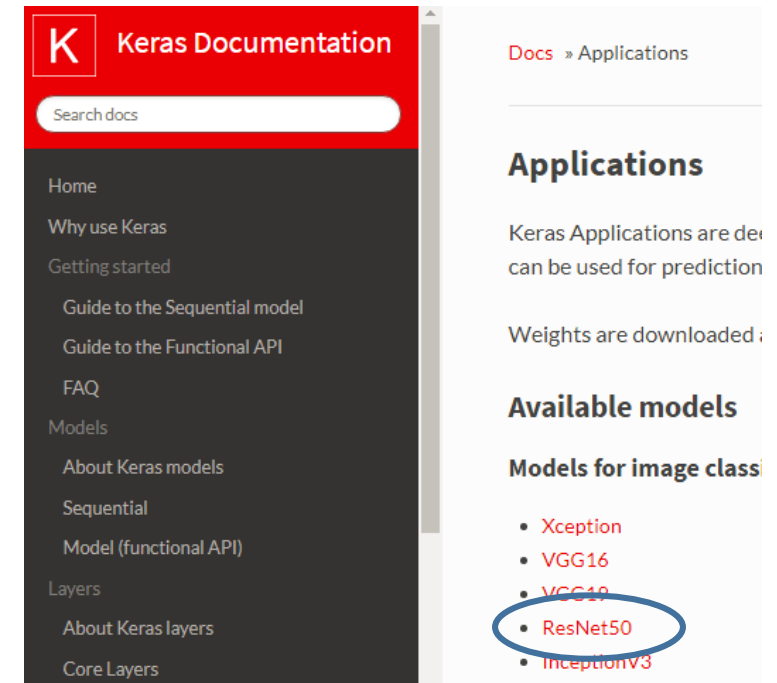 K Keras Documentation
Search docs
Home
Why use Keras
Getting started
Guide to the Sequential model
Guide to the Functional API
FAQ
Models
About Keras models
Sequential
Model (functional API)
Layers
About Keras layers
Core Layers
Docs » Applications
Applications
Keras Applications are
can be used for prediction
Weights are downloaded
Available models
Models for image
Xception
VGG16
VGG19
ResNet50
InceptionV3